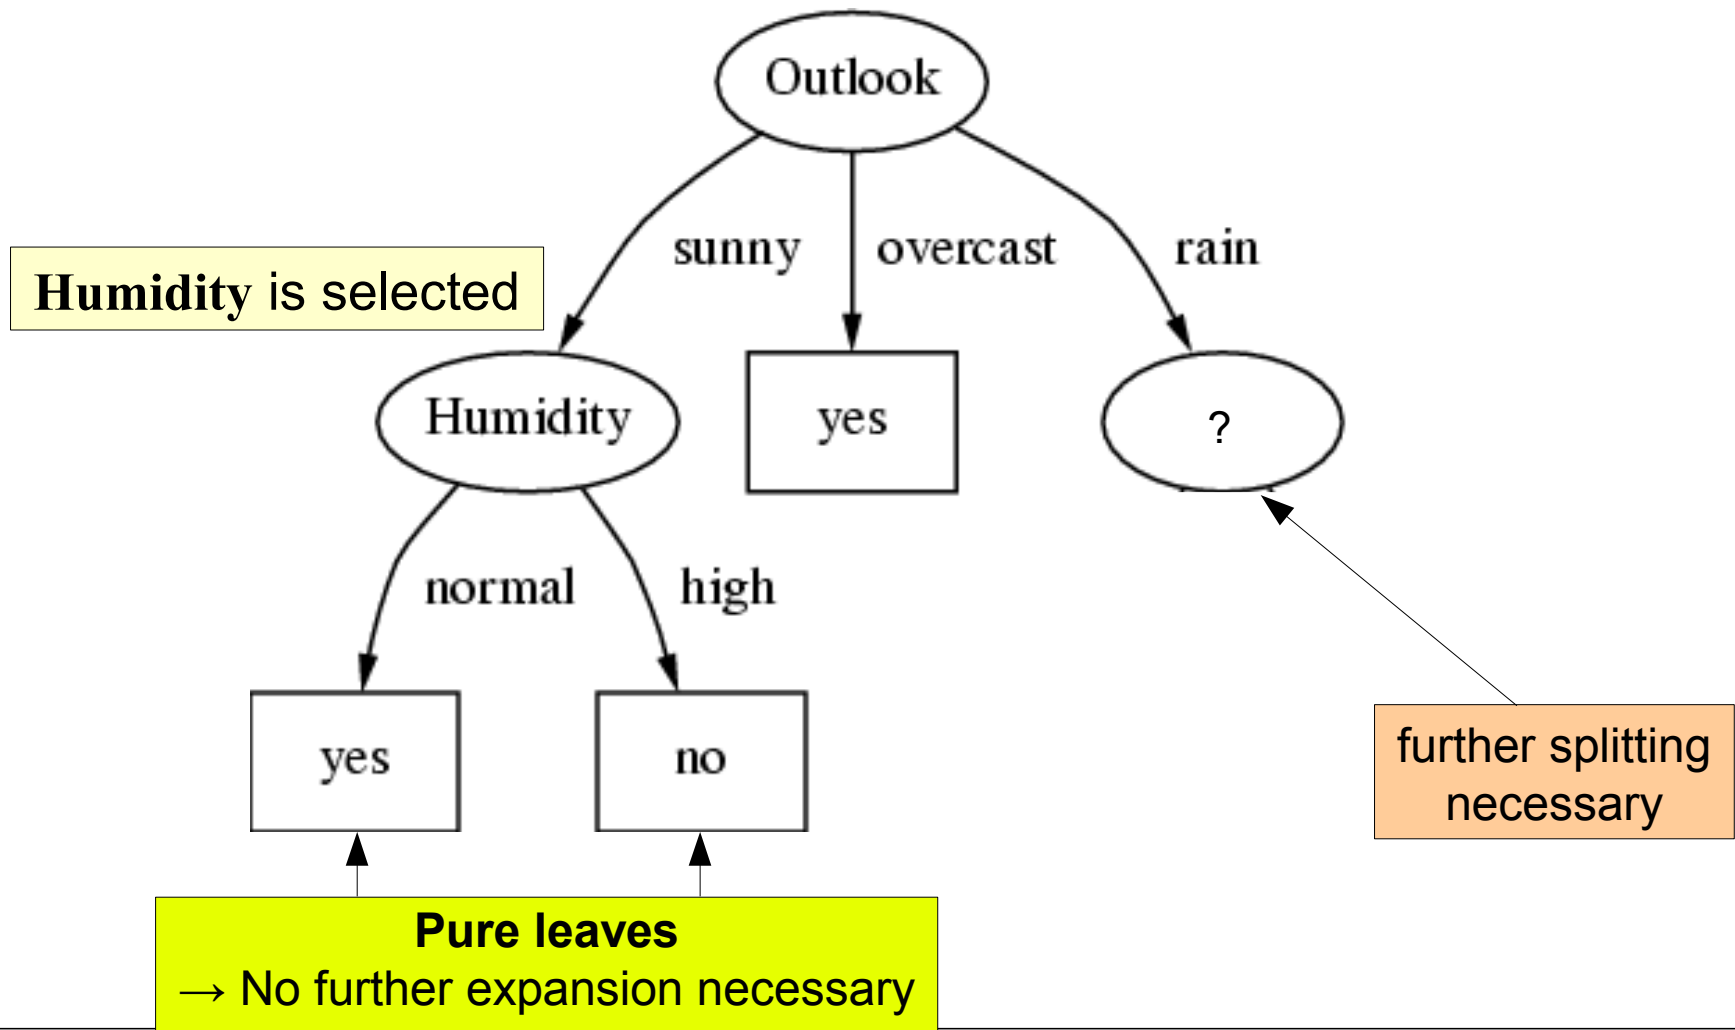 Outlook
sunny
overcast
rain
Humidity is selected
Humidity
yes
?
normal
high
yes
no
further splitting
necessary
Pure leaves
→ No further expansion necessary